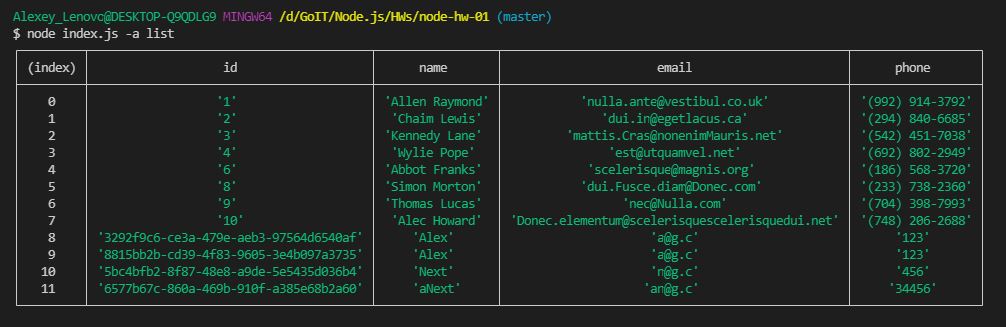 Alexey_Lenovo@DESKTOP-Q9QDLG9 MINGW64 /d/GoIT/Node.js/HWs/node-hw-01 (master)
$ node index.js -a list
(index) id name email phone
0 '1' 'Allen Raymond' 'nulla.ante@vestibul.co.uk' '(992) 914-3792'
1 '2' 'Chaim Lewis' 'dui.in@egetlacus.ca' '(294) 840-6685'
2 '3' 'Kennedy Lane' 'mattis.Cras@nonenimMauris.net' '(542) 451-7038'
3 '4' 'Wylie Pope' 'est@utquamvel.net' '(692) 802-2949'
4 '6' 'Abbot Franks' 'scelerisque@magnis.org' '(186) 568-3720'
5 '8' 'Simon Morton' 'dui.Fusce.diam@Donec.com' '(233) 738-2360'
6 '9' 'Thomas Lucas' 'nec@Nulla.com' '(704) 398-7993'
7 '10' 'Alec Howard' 'Donec.elementum@scelerisquescelerisquedui.net' '(748) 206-2688'
8 '3292f9c6-ce3a-479e-aeb3-97564d6540af' 'Alex' 'a@g.c' '123'
9 '8815bb2b-cd39-4f83-9605-3e4b097a3735' 'Alex' 'a@g.c' '123'
10 '5bc4bfb2-8f87-48e8-a9de-5e5435d036b4' 'Next' 'n@g.c' '456'
11 '6577b67c-860a-469b-910f-a385e68b2a60' 'aNext' 'an@g.c' '34456'